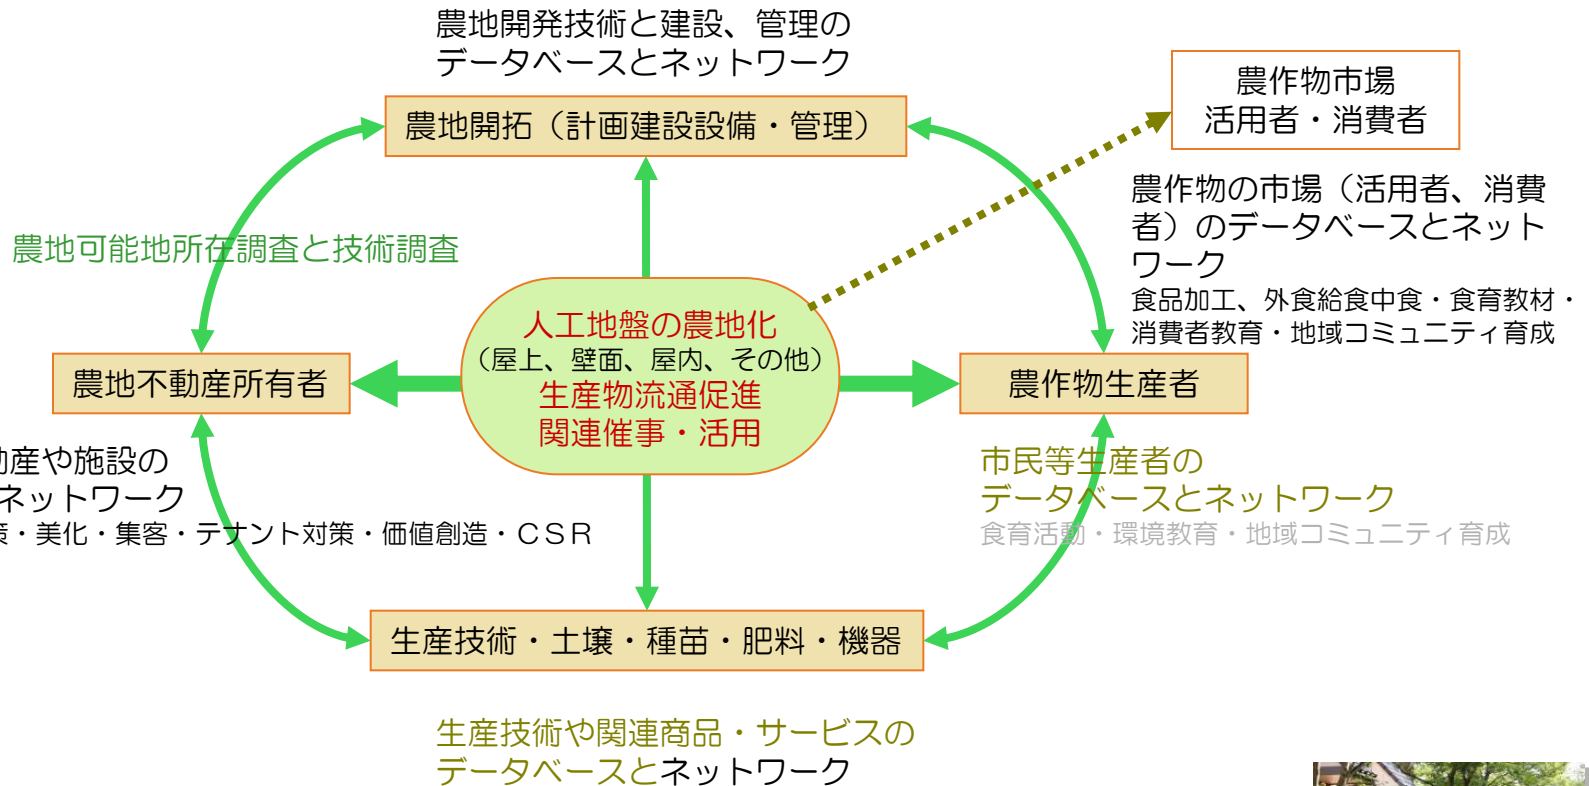 農地開発技術と建設、管理の
データベースとネットワーク
農地開拓（計画建設設備・管理）
農作物市場
活用者・消費者
農作物の市場（活用者、消費
者）のデータベースとネット
ワーク
食品加工、外食給食中食・食育教材・
消費者教育・地域コミュニティ育成
農地可能地所在調査と技術調査
人工地盤の農地化
（屋上、壁面、屋内、その他）
生産物流通促進
関連催事・活用
農地不動産所有者
農作物生産者
産や施設の
ネットワーク
・美化・集客・テナント対策・価値創造・ＣＳＲ
市民等生産者の
データベースとネットワーク
食育活動・環境教育・地域コミュニティ育成
生産技術・土壌・種苗・肥料・機器
生産技術や関連商品・サービスの
データベースとネットワーク